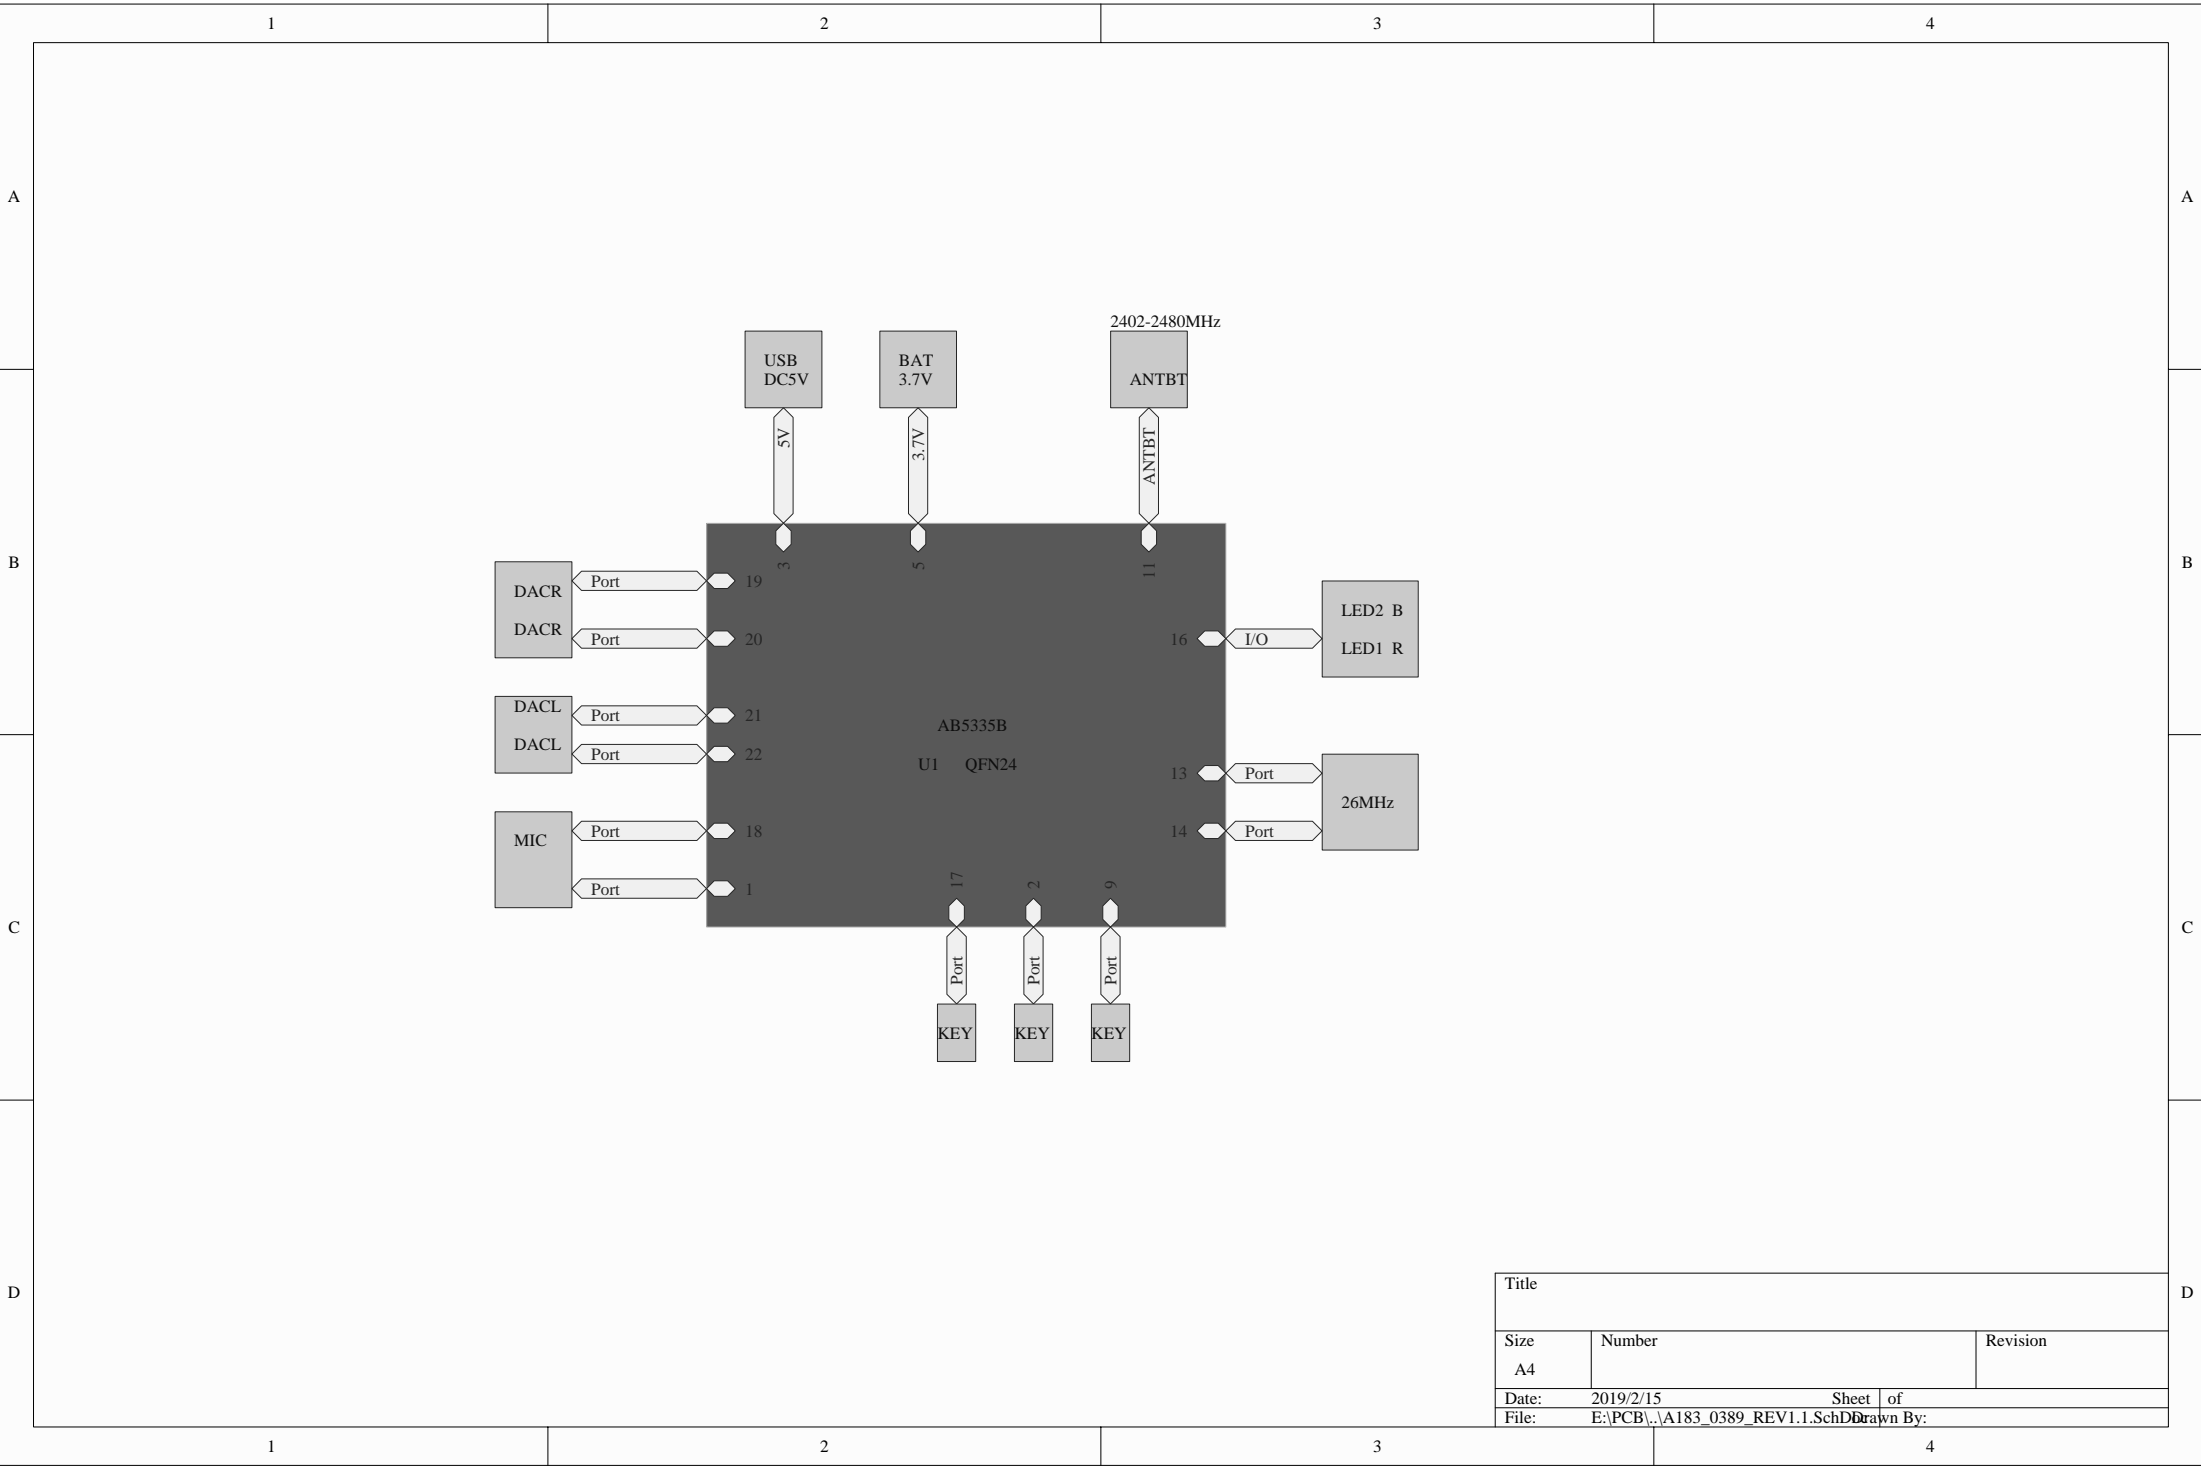 1 2 3 4
A A
2402-2480MHz
USB
DC5V
BAT
3.7V
ANTBT
5V
3.7V
ANTBT
3
5
11
B B
DACR
DACR
Port 19
Port 20
16 I/O
LED2 B
LED1 R
DACL
DACL
Port 21
Port 22
AB5335B
U1 QFN24
13 Port
14 Port
26MHz
MIC
Port 18
Port 1
17
2
9
C C
Port
Port
Port
KEY
KEY
KEY
D D
Title
Size Number Revision
A4
Date: 2019/2/15 Sheet of
File: E:\PCB\..\A183_0389_REV1.1.SchDoc Drawn By:
1 2 3 4